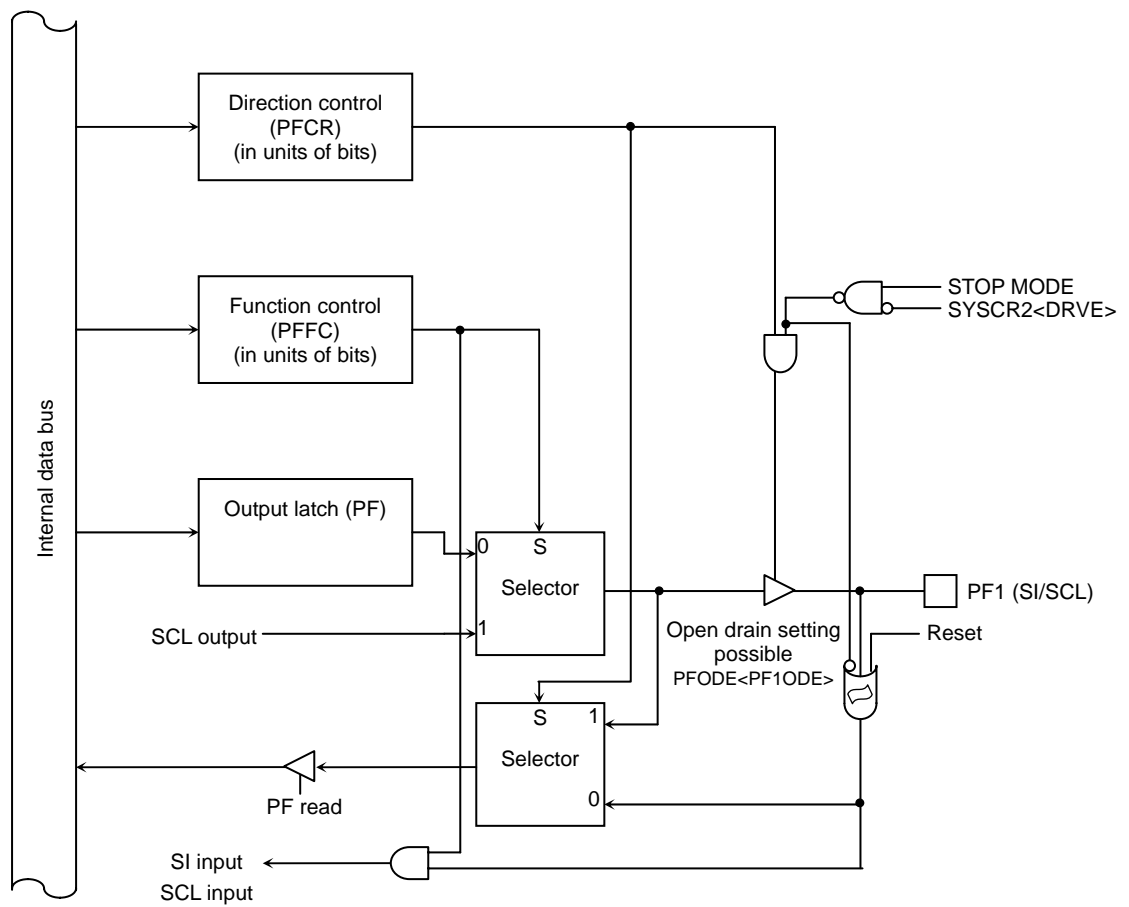 Direction control
(PFCR)
(in units of bits)
STOP MODE
SYSCR2<DRVE>
Function control
(PFFC)
(in units of bits)
Internal data bus
Output latch (PF)
0
S
Selector
1
SCL output
PF1 (SI/SCL)
Open drain setting
possible
PFODE<PF1ODE>
Reset
S
1
Selector
0
PF read
SI input
SCL input